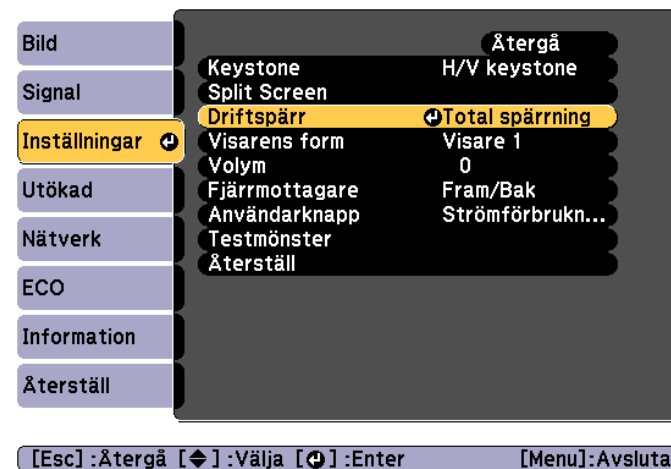 Bild
Signal
Inställningar
Utökad
Nätverk
ECO
Information
Återställ
Återgå
Keystone H/V keystone
Split Screen
Driftspärr Total spärrning
Visarens form Visare 1
Volym 0
Fjärrmottagare Fram/Bak
Användarknapp Strömförbrukn...
Testmönster
Återställ
[Esc] :Återgå [◆] :Välja [⏎] :Enter [Menu]:Avsluta